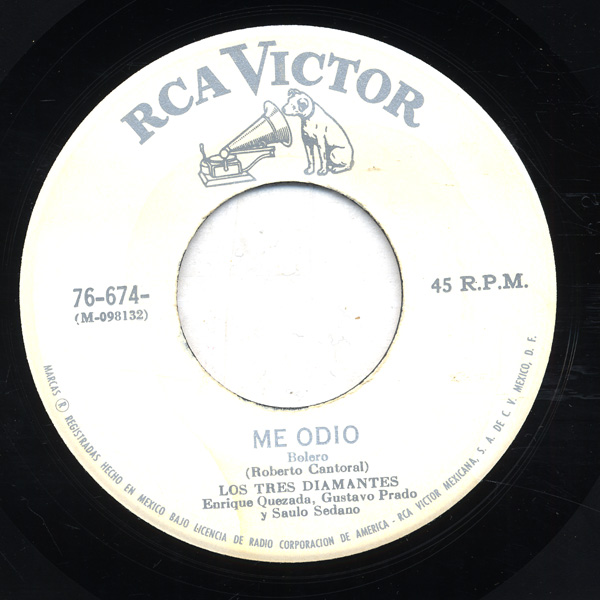 RCA VICTOR
76-674-
(M-098132)
45 R.P.M.
ME ODIO
Bolero
(Roberto Cantoral)
LOS TRES DIAMANTES
Enrique Quezada, Gustavo Prado
y Saulo Sedano
MARCAS ® REGISTRADAS HECHO EN MEXICO BAJO LICENCIA DE RADIO CORPORACION DE AMERICA - RCA VICTOR MEXICANA, S. A. DE C. V. MEXICO, D. F.